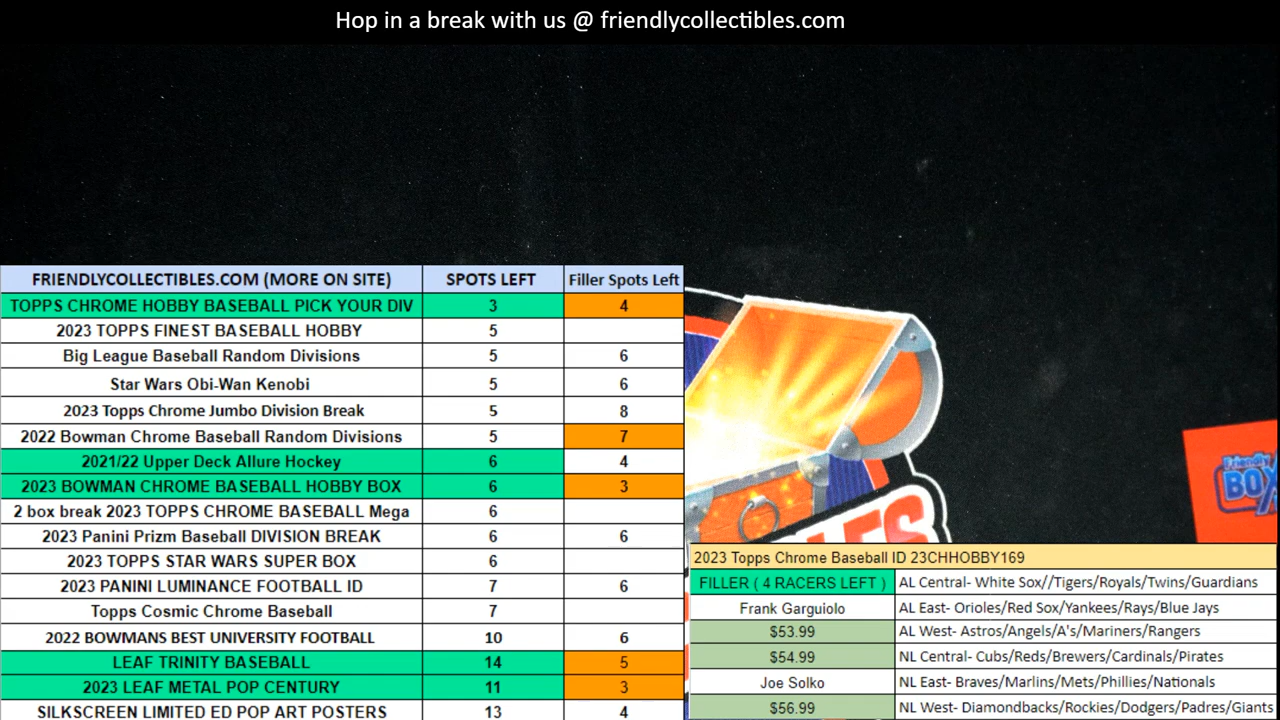 Hop in a break with us @ friendlycollectibles.com
FRIENDLYCOLLECTIBLES.COM (MORE ON SITE) SPOTS LEFT Filler Spots Left
TOPPS CHROME HOBBY BASEBALL PICK YOUR DIV 3 4
2023 TOPPS FINEST BASEBALL HOBBY 5
Big League Baseball Random Divisions 5 6
Star Wars Obi-Wan Kenobi 5 6
2023 Topps Chrome Jumbo Division Break 5 8
2022 Bowman Chrome Baseball Random Divisions 5 7
2021/22 Upper Deck Allure Hockey 6 4
2023 BOWMAN CHROME BASEBALL HOBBY BOX 6 3
2 box break 2023 TOPPS CHROME BASEBALL Mega 6
2023 Panini Prizm Baseball DIVISION BREAK 6 6
2023 TOPPS STAR WARS SUPER BOX 6
2023 PANINI LUMINANCE FOOTBALL ID 7 6
Topps Cosmic Chrome Baseball 7
2022 BOWMANS BEST UNIVERSITY FOOTBALL 10 6
LEAF TRINITY BASEBALL 14 5
2023 LEAF METAL POP CENTURY 11 3
SILKSCREEN LIMITED ED POP ART POSTERS 13 4
Friendly
BOX
2023 Topps Chrome Baseball ID 23CHHOBBY169
FILLER ( 4 RACERS LEFT ) AL Central- White Sox//Tigers/Royals/Twins/Guardians
Frank Garguiolo AL East- Orioles/Red Sox/Yankees/Rays/Blue Jays
$53.99 AL West- Astros/Angels/A's/Mariners/Rangers
$54.99 NL Central- Cubs/Reds/Brewers/Cardinals/Pirates
Joe Solko NL East- Braves/Marlins/Mets/Phillies/Nationals
$56.99 NL West- Diamondbacks/Rockies/Dodgers/Padres/Giants